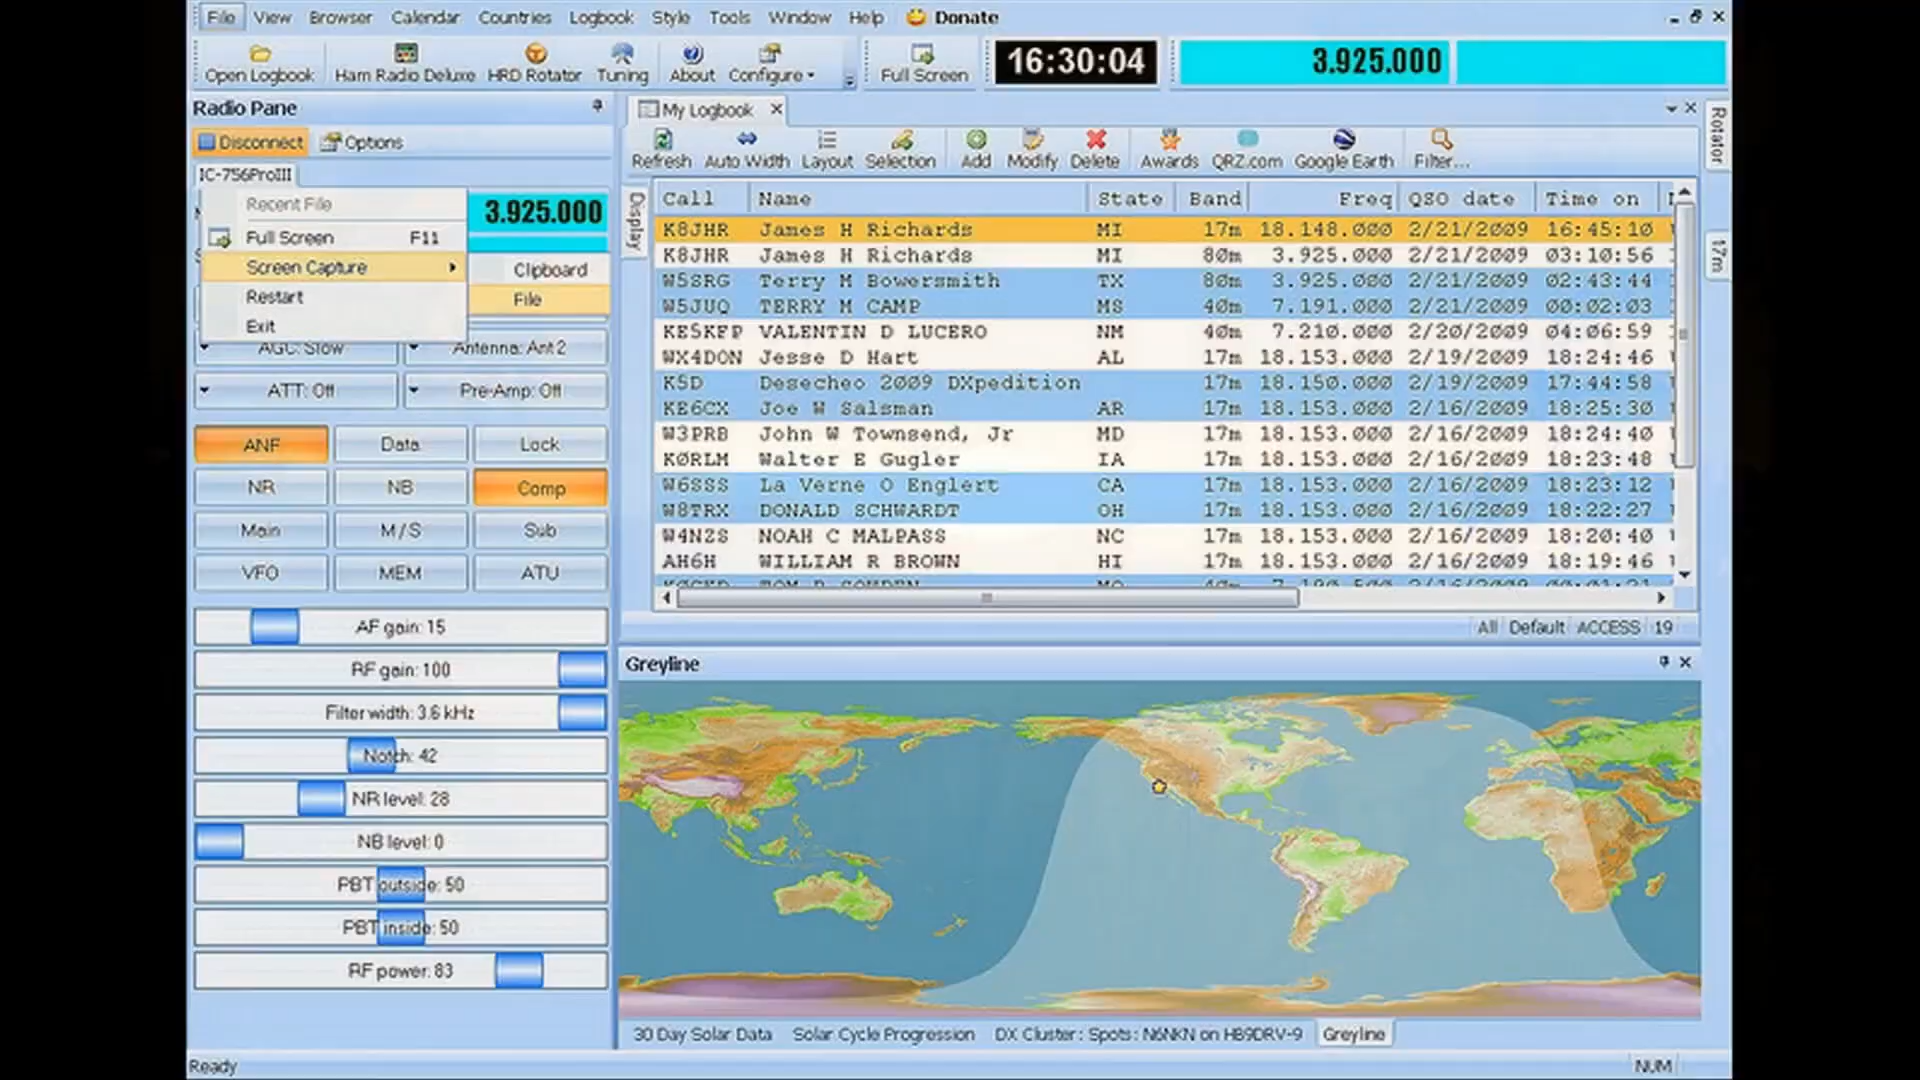 File View Browser Calendar Countries Logbook Style Tools Window Help Donate
Open Logbook Ham Radio Deluxe HRD Rotator Tuning About Configure Full Screen 16:30:04 3.925.000
Radio Pane
Disconnect Options
IC-756ProIII
3.925.000
Recent File
Full Screen F11
Screen Capture
Restart
Exit
Clipboard
File
AGC: Slow Antenna: Ant 2
ATT: Off Pre-Amp: Off
ANF Data Lock
NR NB Comp
Main M/S Sub
VFO MEM ATU
AF gain: 15
RF gain: 100
Filter width: 3.6 kHz
Notch: 42
NR level: 28
NB level: 0
PBT outside: 50
PBT inside: 50
RF power: 83
My Logbook
Refresh Auto Width Layout Selection Add Modify Delete Awards QRZ.com Google Earth Filter...
Display
Call Name State Band Freq QSO date Time on
K8JHR James H Richards MI 17m 18.148.000 2/21/2009 16:45:10
K8JHR James H Richards MI 80m 3.925.000 2/21/2009 03:10:56
W5SRG Terry M Bowersmith TX 80m 3.925.000 2/21/2009 02:43:44
W5JUQ TERRY M CAMP MS 40m 7.191.000 2/21/2009 00:02:03
KE5KFP VALENTIN D LUCERO NM 40m 7.210.000 2/20/2009 04:06:59
WX4DON Jesse D Hart AL 17m 18.153.000 2/19/2009 18:24:46
K5D Desecheo 2009 DXpedition 17m 18.150.000 2/19/2009 17:44:58
KE6CX Joe W Salsman AR 17m 18.153.000 2/16/2009 18:25:30
W3PRB John W Townsend, Jr MD 17m 18.153.000 2/16/2009 18:24:40
KØRLM Walter E Gugler IA 17m 18.153.000 2/16/2009 18:23:48
W6SSS La Verne O Englert CA 17m 18.153.000 2/16/2009 18:23:12
W8TRX DONALD SCHWARDT OH 17m 18.153.000 2/16/2009 18:22:27
W4NZS NOAH C MALPASS NC 17m 18.153.000 2/16/2009 18:20:40
AH6H WILLIAM R BROWN HI 17m 18.153.000 2/16/2009 18:19:46
All Default ACCESS 19
Rotator
17m
Greyline
30 Day Solar Data Solar Cycle Progression DX Cluster: Spots: N6NKN on HB9DRV-9 Greyline
Ready NUM